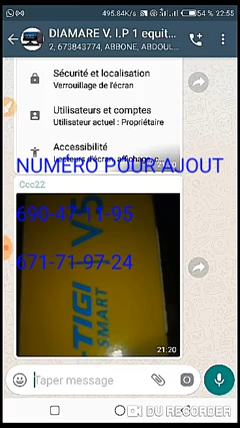 495.84K/s 54 % 22:55
DIAMARE V. I.P 1 equit...
2, 673843774, ABBONE, ABDOUL...
Sécurité et localisation
Verrouillage de l'écran
Utilisateurs et comptes
Utilisateur actuel : Propriétaire
Accessibilité
NUMERO POUR AJOUT
Ccc22
690-47-11-95
671-71-97-24
-TIGI V5
SMART
21:20
Taper message
DU RECORDER